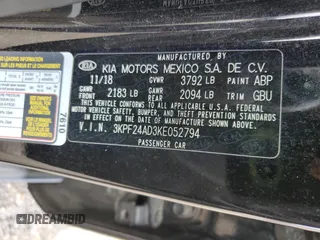 MANUFACTURED BY
KIA KIA MOTORS MEXICO S.A. DE C.V.
11/18 GVWR 3792 LB PAINT ABP
GAWR 2183 LB GAWR 2094 LB TRIM GBU
THIS VEHICLE CONFORMS TO ALL APPLICABLE U.S.A. FEDERAL
MOTOR VEHICLE SAFETY, BUMPER, AND THEFT PREVENTION
STANDARDS IN EFFECT ON THE DATE OF MANUFACTURE SHOWN ABOVE.
V.I.N. 3KPF24AD3KE052794
PASSENGER CAR
7610
DREAMBID